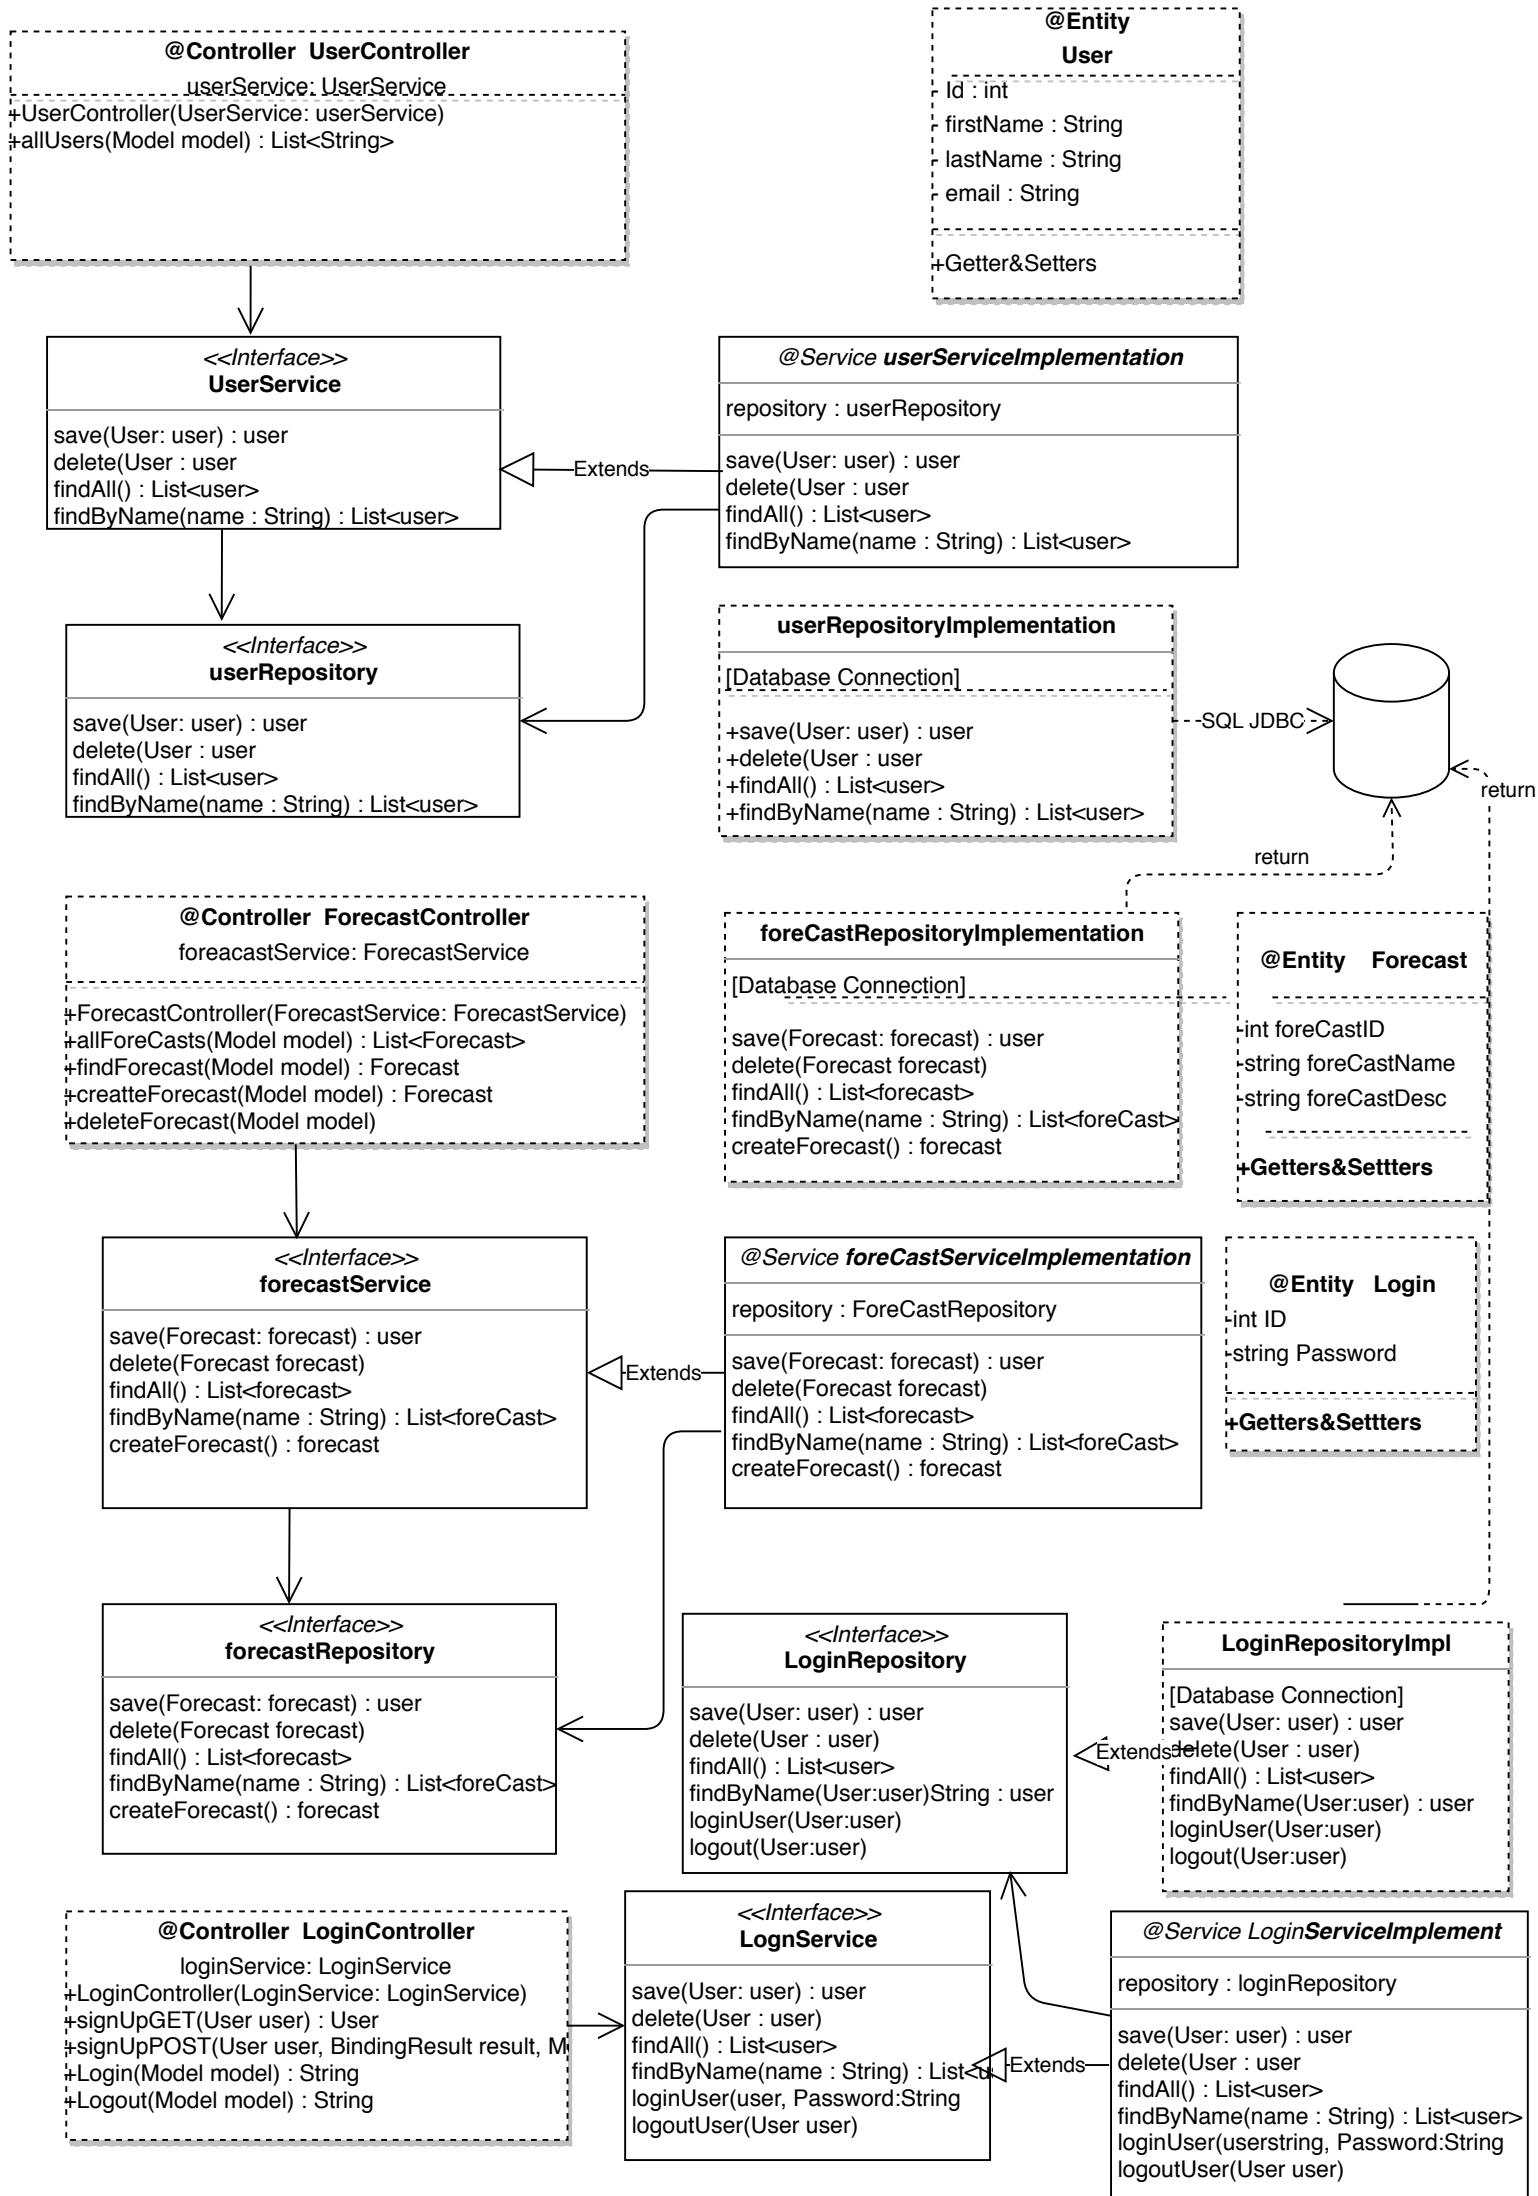 @Controller  UserController
userService: UserService
+UserController(UserService: userService)
+allUsers(Model model) : List<String>
@Entity
User
- Id : int
- firstName : String
- lastName : String
- email : String
+Getter&Setters
<<Interface>>
UserService
save(User: user) : user
delete(User : user
findAll() : List<user>
findByName(name : String) : List<user>
Extends
@Service userServiceImplementation
repository : userRepository
save(User: user) : user
delete(User : user
findAll() : List<user>
findByName(name : String) : List<user>
<<Interface>>
userRepository
save(User: user) : user
delete(User : user
findAll() : List<user>
findByName(name : String) : List<user>
userRepositoryImplementation
[Database Connection]
+save(User: user) : user
+delete(User : user
+findAll() : List<user>
+findByName(name : String) : List<user>
SQL JDBC
return
return
@Controller  ForecastController
foreacastService: ForecastService
+ForecastController(ForecastService: ForecastService)
+allForeCasts(Model model) : List<Forecast>
+findForecast(Model model) : Forecast
+creatteForecast(Model model) : Forecast
+deleteForecast(Model model)
foreCastRepositoryImplementation
[Database Connection]
save(Forecast: forecast) : user
delete(Forecast forecast)
findAll() : List<forecast>
findByName(name : String) : List<foreCast>
createForecast() : forecast
@Entity   Forecast
-int foreCastID
-string foreCastName
-string foreCastDesc
+Getters&Settters
<<Interface>>
forecastService
save(Forecast: forecast) : user
delete(Forecast forecast)
findAll() : List<forecast>
findByName(name : String) : List<foreCast>
createForecast() : forecast
Extends
@Service foreCastServiceImplementation
repository : ForeCastRepository
save(Forecast: forecast) : user
delete(Forecast forecast)
findAll() : List<forecast>
findByName(name : String) : List<foreCast>
createForecast() : forecast
@Entity   Login
-int ID
-string Password
+Getters&Settters
<<Interface>>
forecastRepository
save(Forecast: forecast) : user
delete(Forecast forecast)
findAll() : List<forecast>
findByName(name : String) : List<foreCast>
createForecast() : forecast
<<Interface>>
LoginRepository
save(User: user) : user
delete(User : user)
findAll() : List<user>
findByName(User:user)String : user
loginUser(User:user)
logout(User:user)
Extends
LoginRepositoryImpl
[Database Connection]
save(User: user) : user
delete(User : user)
findAll() : List<user>
findByName(User:user) : user
loginUser(User:user)
logout(User:user)
@Controller  LoginController
loginService: LoginService
+LoginController(LoginService: LoginService)
+signUpGET(User user) : User
+signUpPOST(User user, BindingResult result, M
+Login(Model model) : String
+Logout(Model model) : String
<<Interface>>
LognService
save(User: user) : user
delete(User : user)
findAll() : List<user>
findByName(name : String) : List<u
loginUser(user, Password:String
logoutUser(User user)
Extends
@Service LoginServiceImplement
repository : loginRepository
save(User: user) : user
delete(User : user
findAll() : List<user>
findByName(name : String) : List<user>
loginUser(userstring, Password:String
logoutUser(User user)